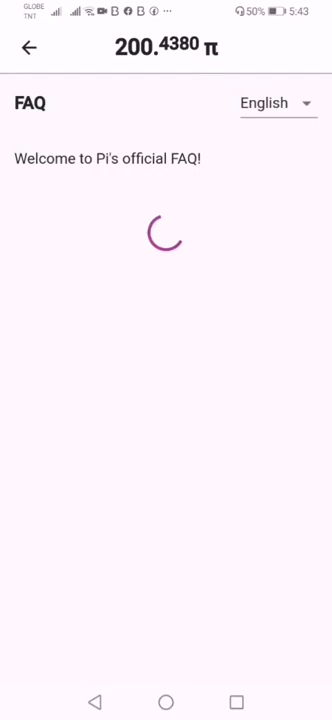 GLOBE
TNT
50%
5:43
200.4380 π
FAQ
English
Welcome to Pi's official FAQ!